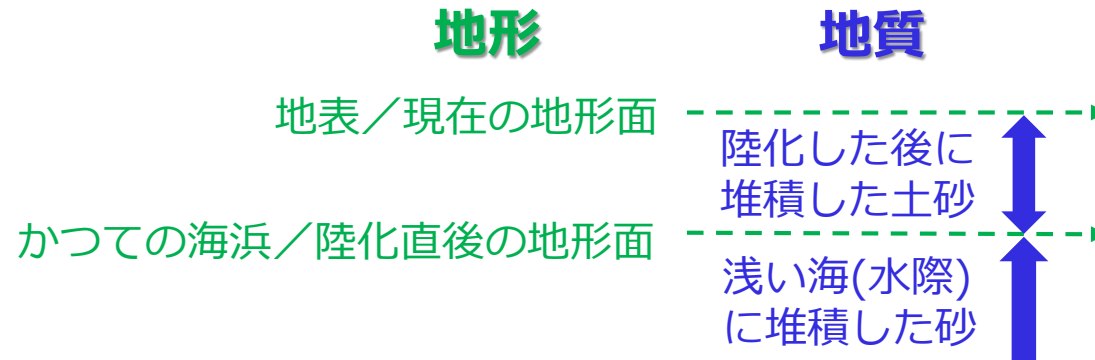 地形
地質
地表／現在の地形面
陸化した後に
堆積した土砂
かつての海浜／陸化直後の地形面
浅い海(水際)
に堆積した砂